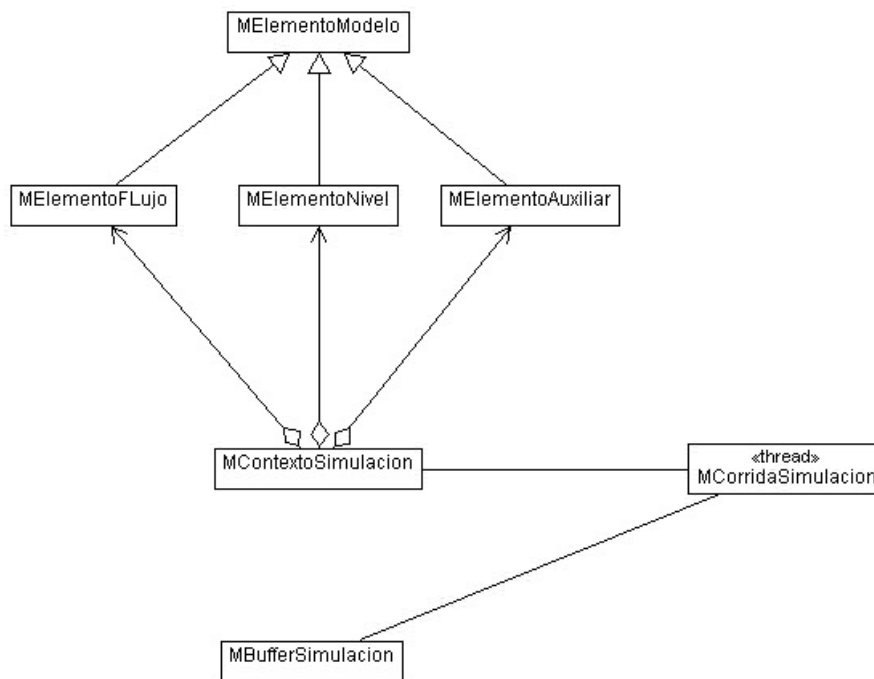 MElementoModelo
MElementoFLujo
MElementoNivel
MElementoAuxiliar
MContextoSimulacion
«thread»
MCorridaSimulacion
MBufferSimulacion